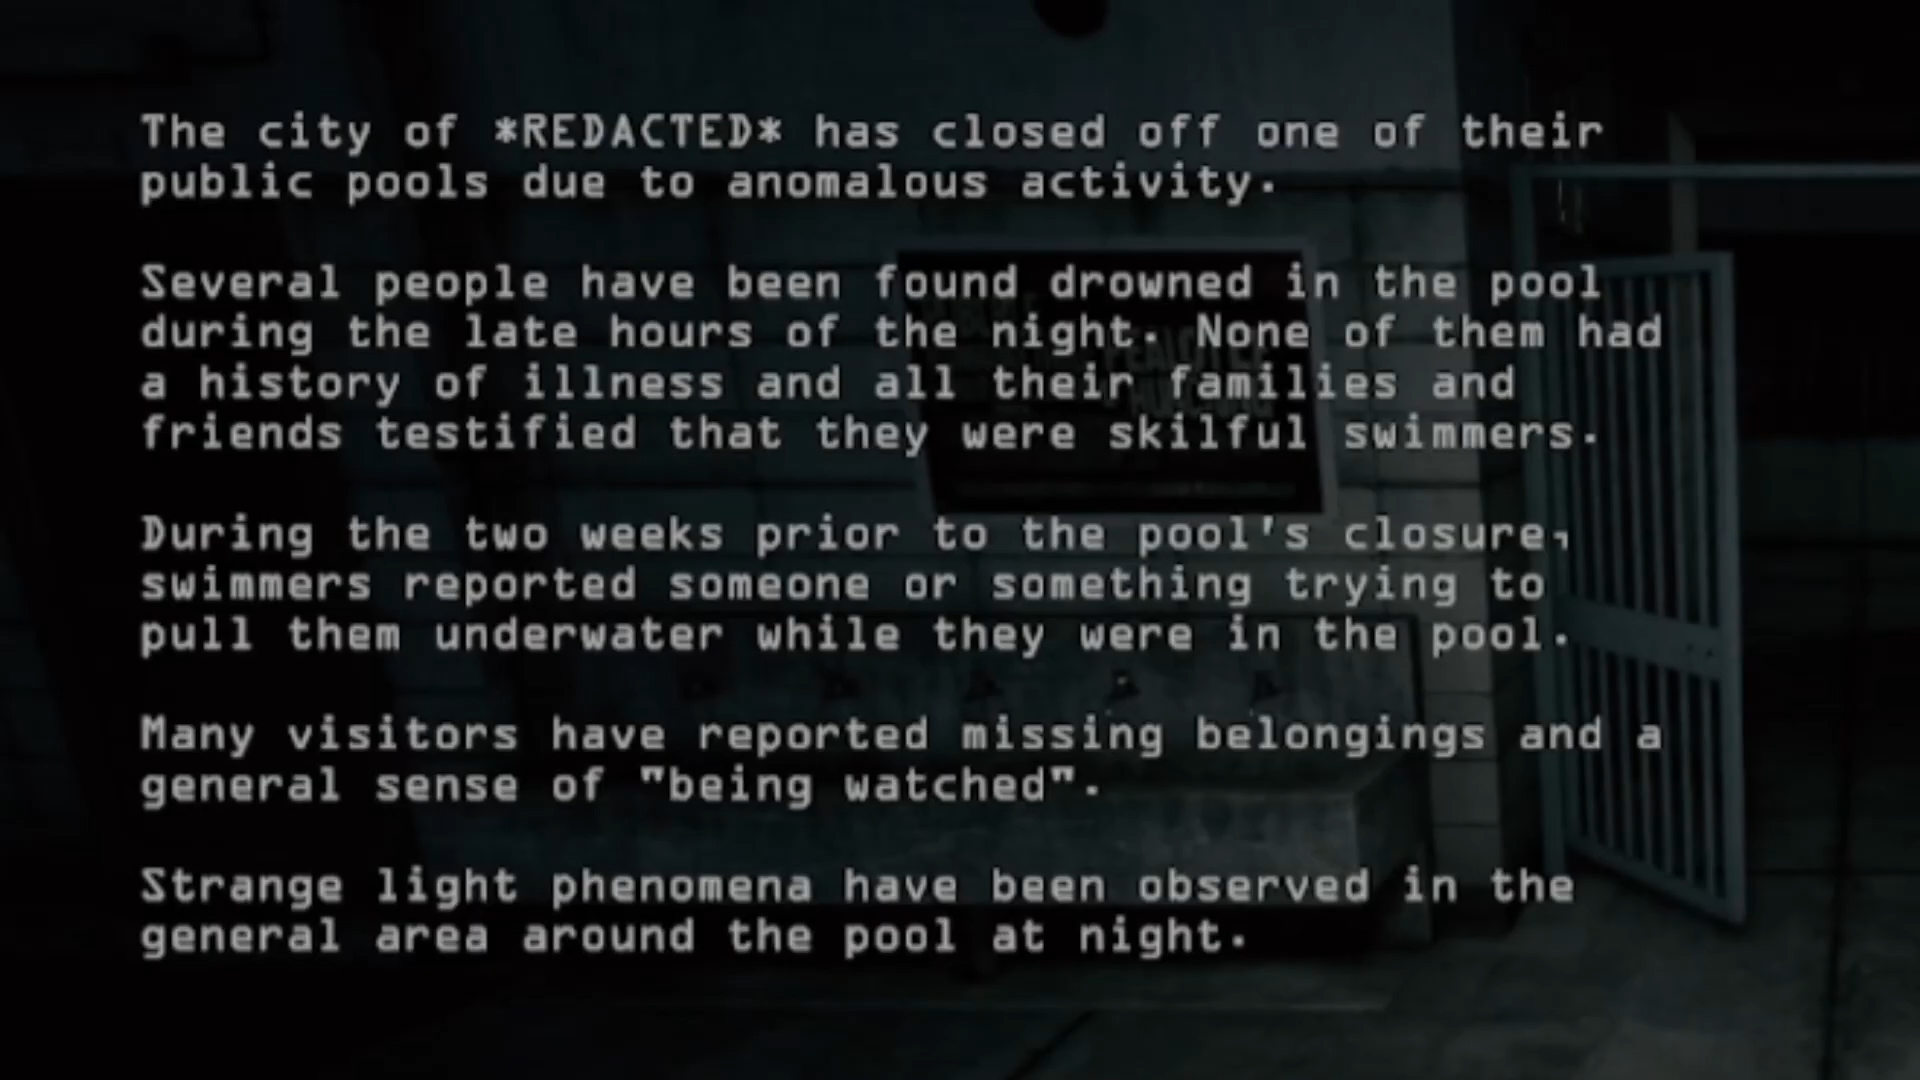 The city of *REDACTED* has closed off one of their
public pools due to anomalous activity.
Several people have been found drowned in the pool
during the late hours of the night. None of them had
a history of illness and all their families and
friends testified that they were skilful swimmers.
During the two weeks prior to the pool's closure,
swimmers reported someone or something trying to
pull them underwater while they were in the pool.
Many visitors have reported missing belongings and a
general sense of "being watched".
Strange light phenomena have been observed in the
general area around the pool at night.